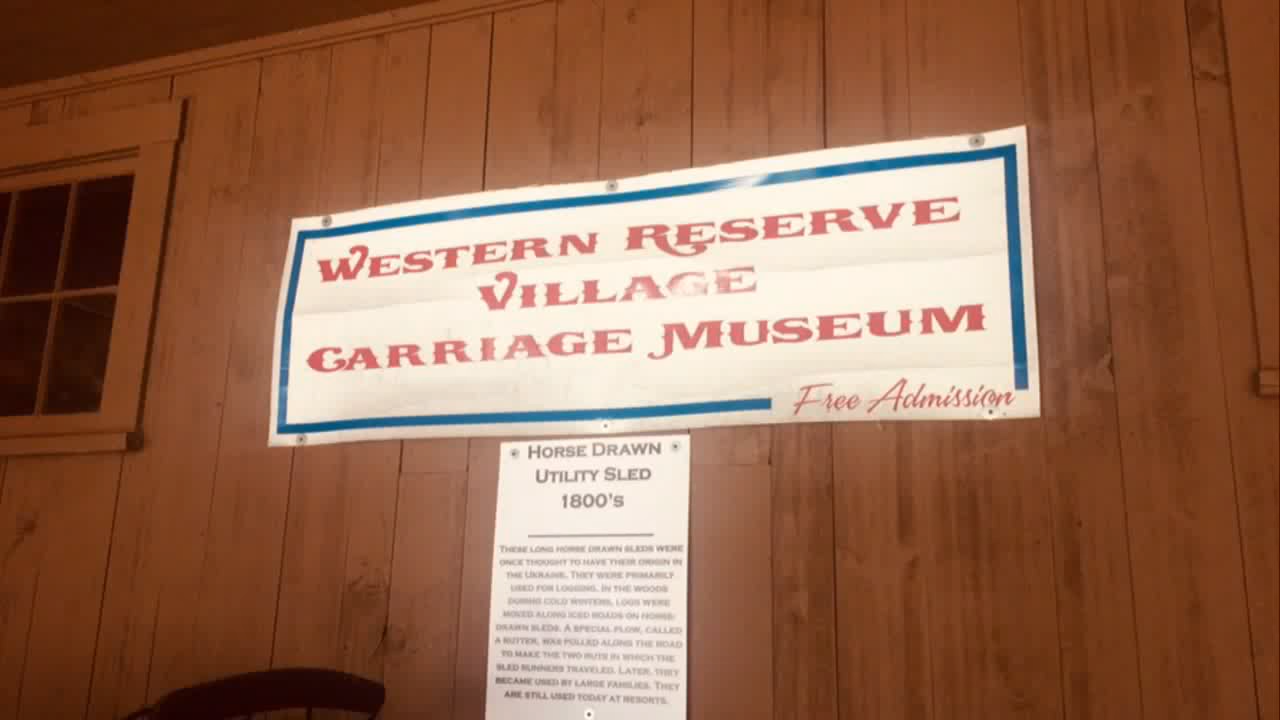 WESTERN RESERVE
VILLAGE
CARRIAGE MUSEUM
Free Admission
HORSE DRAWN
UTILITY SLED
1800'S
THESE LONG HORSE DRAWN SLEDS WERE
ONCE THOUGHT TO HAVE THEIR ORIGIN IN
THE UKRAINE. THEY WERE PRIMARILY
USED FOR LOGGING. IN THE WOODS
DURING COLD WINTERS, LOGS WERE
MOVED ALONG ICED ROADS ON HORSE-
DRAWN SLEDS. A SPECIAL PLOW, CALLED
A RUTTER, WAS PULLED ALONG THE ROAD
TO MAKE THE TWO RUTS IN WHICH THE
SLED RUNNERS TRAVELED. LATER, THEY
BECAME USED BY LARGE FAMILIES. THEY
ARE STILL USED TODAY AT RESORTS.